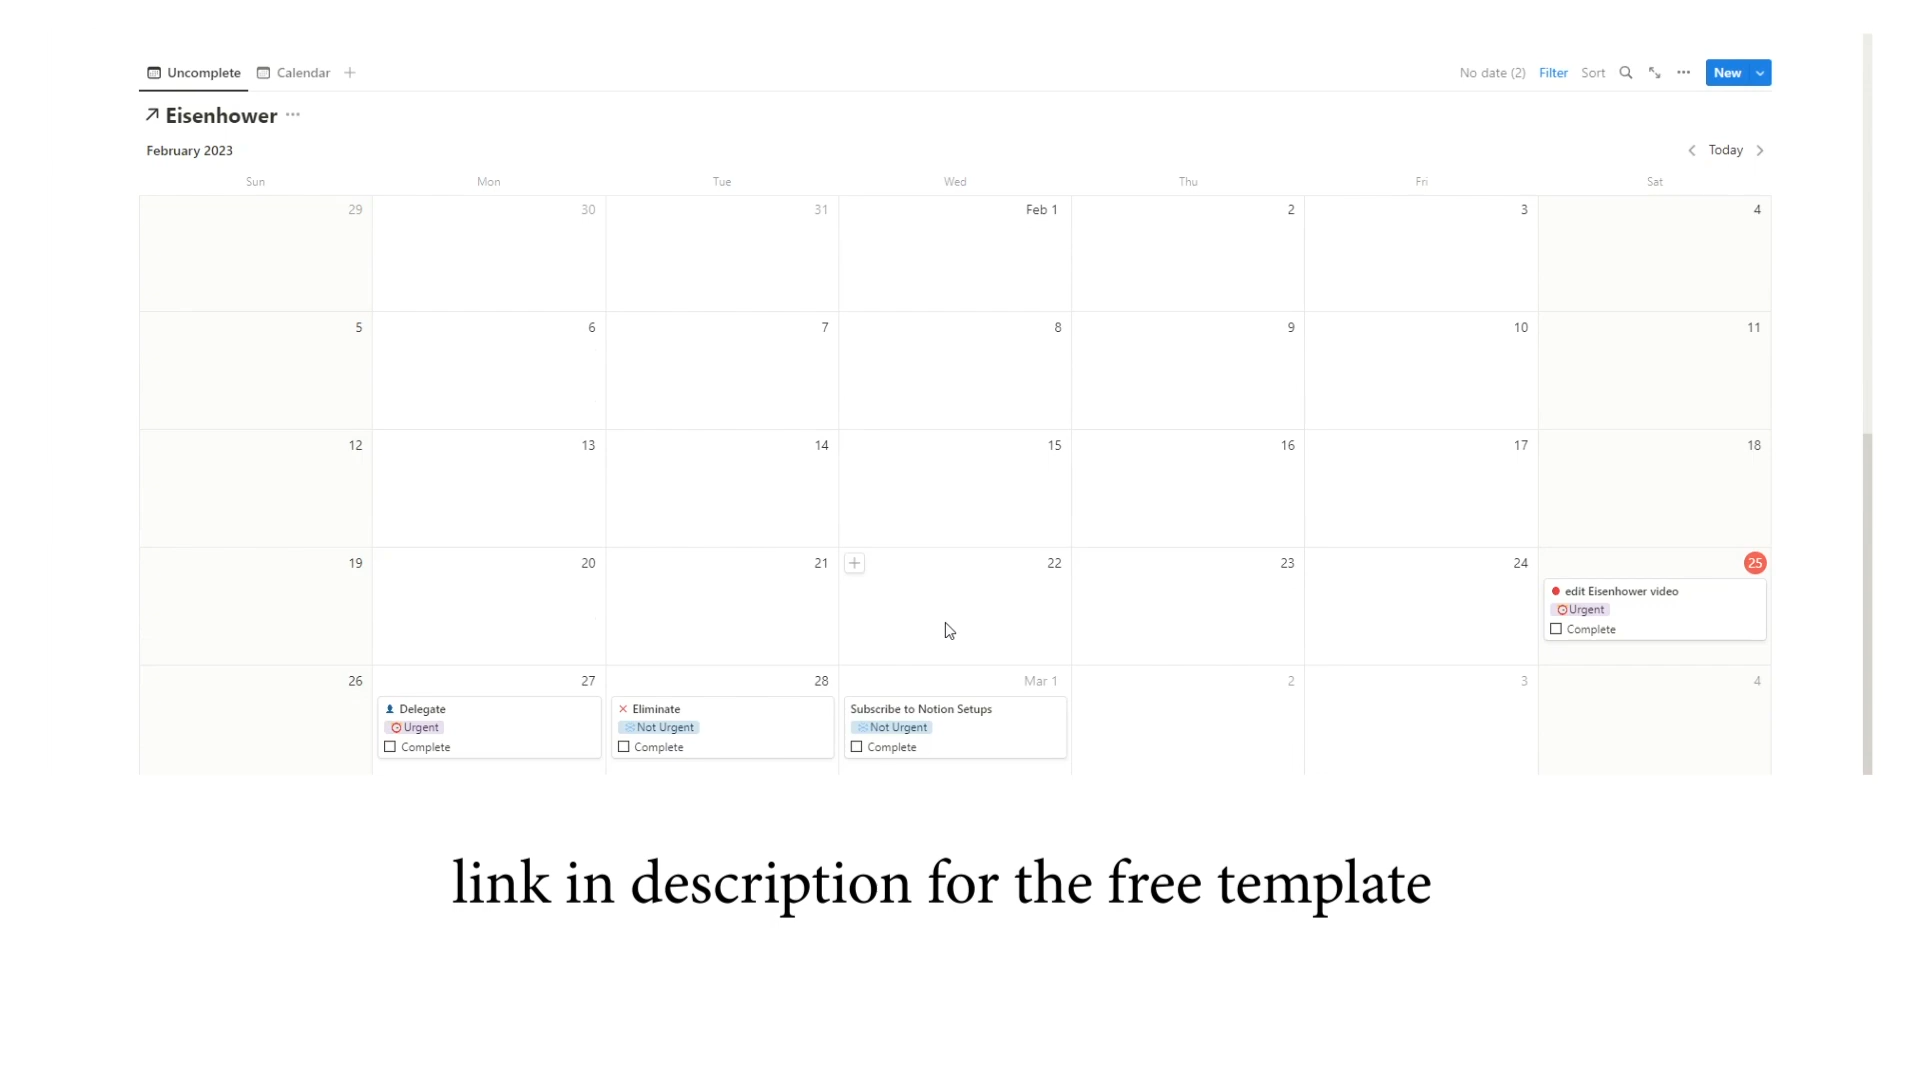 Uncomplete Calendar No date (2) Filter Sort New
Eisenhower
February 2023 Today
Sun Mon Tue Wed Thu Fri Sat
29 30 31 Feb 1 2 3 4
5 6 7 8 9 10 11
12 13 14 15 16 17 18
19 20 21 22 23 24 25
edit Eisenhower video
Urgent
Complete
26 27 28 Mar 1 2 3 4
Delegate Eliminate Subscribe to Notion Setups
Urgent Not Urgent Not Urgent
Complete Complete Complete
link in description for the free template